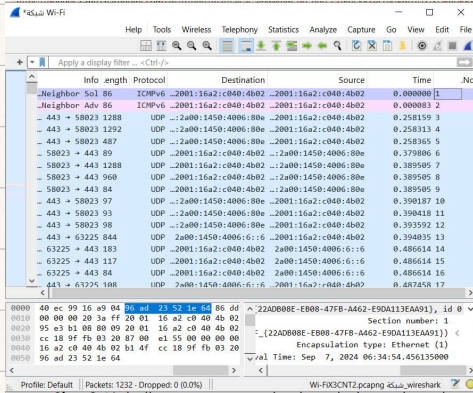 *شبكة Wi-Fi
Help Tools Wireless Telephony Statistics Analyze Capture Go View Edit File
Apply a display filter ... <Ctrl-/>
Info .ength Protocol Destination Source Time .No
…Neighbor Sol 86 ICMPv6 …2001:16a2:c040:4b02 …2001:16a2:c040:4b02 0.000000 1
…Neighbor Adv 86 ICMPv6 …2001:16a2:c040:4b02 …2001:16a2:c040:4b02 0.000083 2
… 443 → 58023 1288 UDP …:2a00:1450:4006:80e …2001:16a2:c040:4b02 0.258159 3
… 443 → 58023 1292 UDP …:2a00:1450:4006:80e …2001:16a2:c040:4b02 0.258313 4
… 443 → 58023 487 UDP …:2a00:1450:4006:80e …2001:16a2:c040:4b02 0.258365 5
… 58023 → 443 89 UDP …2001:16a2:c040:4b02 …:2a00:1450:4006:80e 0.379806 6
… 58023 → 443 1288 UDP …2001:16a2:c040:4b02 …:2a00:1450:4006:80e 0.389505 7
… 58023 → 443 960 UDP …2001:16a2:c040:4b02 …:2a00:1450:4006:80e 0.389505 8
… 58023 → 443 84 UDP …2001:16a2:c040:4b02 …:2a00:1450:4006:80e 0.389505 9
… 443 → 58023 97 UDP …:2a00:1450:4006:80e …2001:16a2:c040:4b02 0.390187 10
… 443 → 58023 93 UDP …:2a00:1450:4006:80e …2001:16a2:c040:4b02 0.390418 11
… 443 → 58023 98 UDP …:2a00:1450:4006:80e …2001:16a2:c040:4b02 0.393592 12
… 443 → 63225 844 UDP 2a00:1450:4006:6::6 …2001:16a2:c040:4b02 0.394035 13
… 63225 → 443 183 UDP …2001:16a2:c040:4b02 2a00:1450:4006:6::6 0.486614 14
… 63225 → 443 117 UDP …2001:16a2:c040:4b02 2a00:1450:4006:6::6 0.486614 15
… 63225 → 443 84 UDP …2001:16a2:c040:4b02 2a00:1450:4006:6::6 0.486614 16
… 443 → 63225 108 UDP 2a00:1450:4006:6::6 …2001:16a2:c040:4b02 0.487458 17
0000 40 ec 99 16 a9 04 96 ad 23 52 1e 64 86 dd
0010 00 00 00 20 3a ff 20 01 16 a2 c0 40 4b 02
0020 95 e3 b1 08 80 09 20 01 16 a2 c0 40 4b 02
0030 cc 18 9f fb 03 20 87 00 e1 55 00 00 00 00
0040 16 a2 c0 40 4b 02 b1 4f cc 18 9f fb 03 20
0050 96 ad 23 52 1e 64
_{22ADB08E-EB08-47FB-A462-E9DA113EAA91}, id 0
Section number: 1
F_{22ADB08E-EB08-47FB-A462-E9DA113EAA91})
Encapsulation type: Ethernet (1)
val Time: Sep 7, 2024 06:34:54.456135000
Profile: Default Packets: 1232 · Dropped: 0 (0.0%) Wi-FiX3CNT2.pcapng شبكة_wireshark